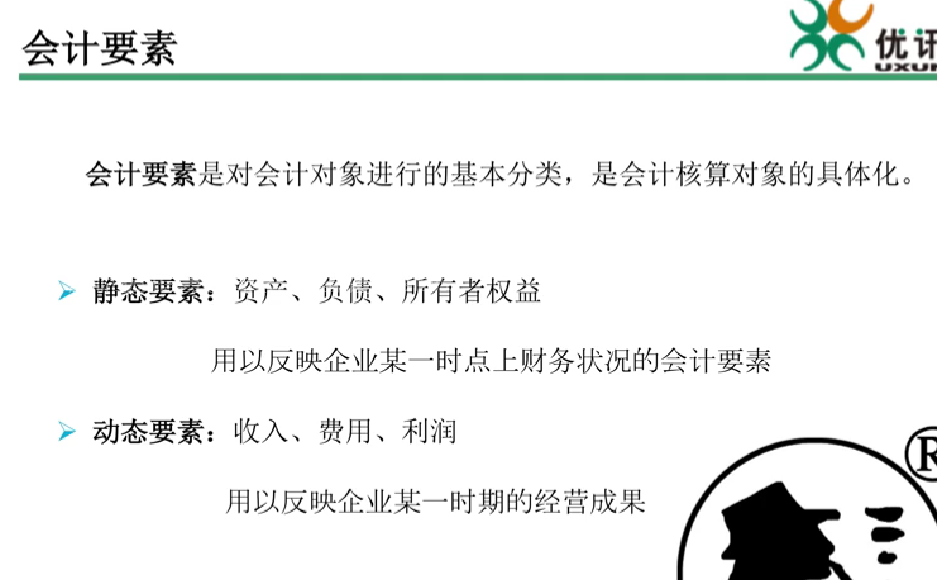 会计要素
优讯
会计要素是对会计对象进行的基本分类，是会计核算对象的具体化。
静态要素：资产、负债、所有者权益
用以反映企业某一时点上财务状况的会计要素
动态要素：收入、费用、利润
用以反映企业某一时期的经营成果
®